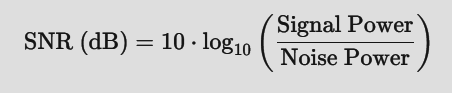 SNR (dB) = 10 · log₁₀ (Signal Power / Noise Power)